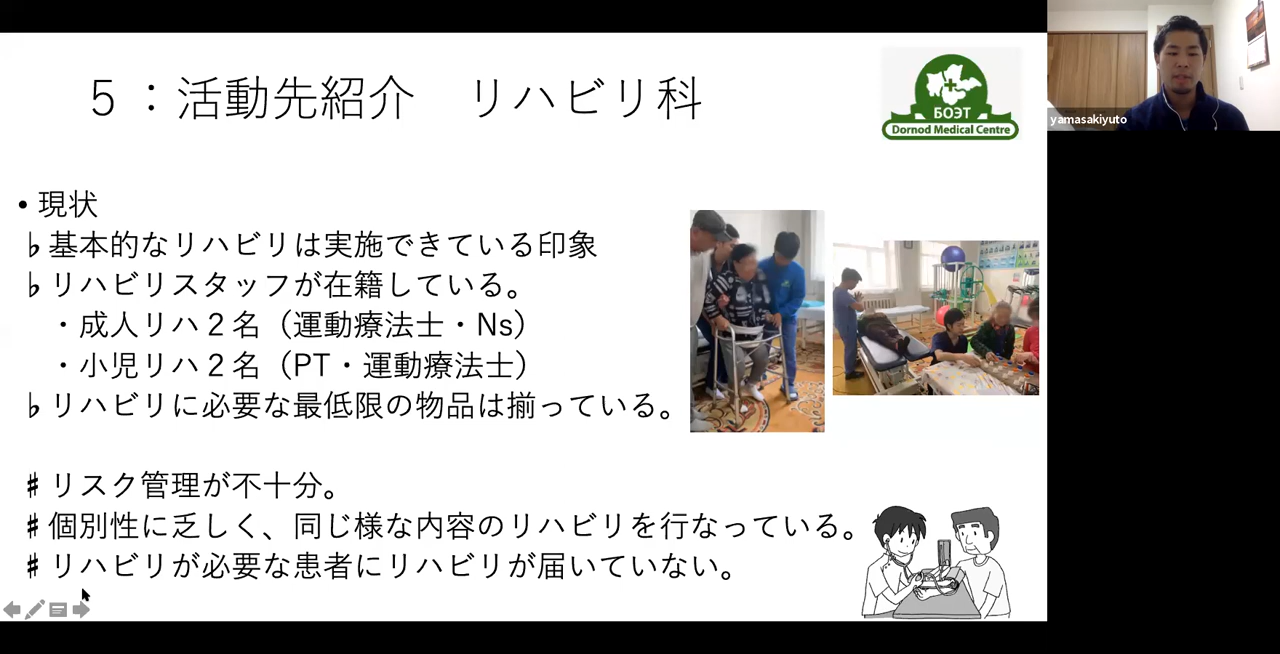 ５：活動先紹介　リハビリ科
БОЭТ
Dornod Medical Centre
yamasakiyuto
• 現状
♭基本的なリハビリは実施できている印象
♭リハビリスタッフが在籍している。
・成人リハ２名（運動療法士・Ns）
・小児リハ２名（PT・運動療法士）
♭リハビリに必要な最低限の物品は揃っている。
♯リスク管理が不十分。
♯個別性に乏しく、同じ様な内容のリハビリを行なっている。
♯リハビリが必要な患者にリハビリが届いていない。